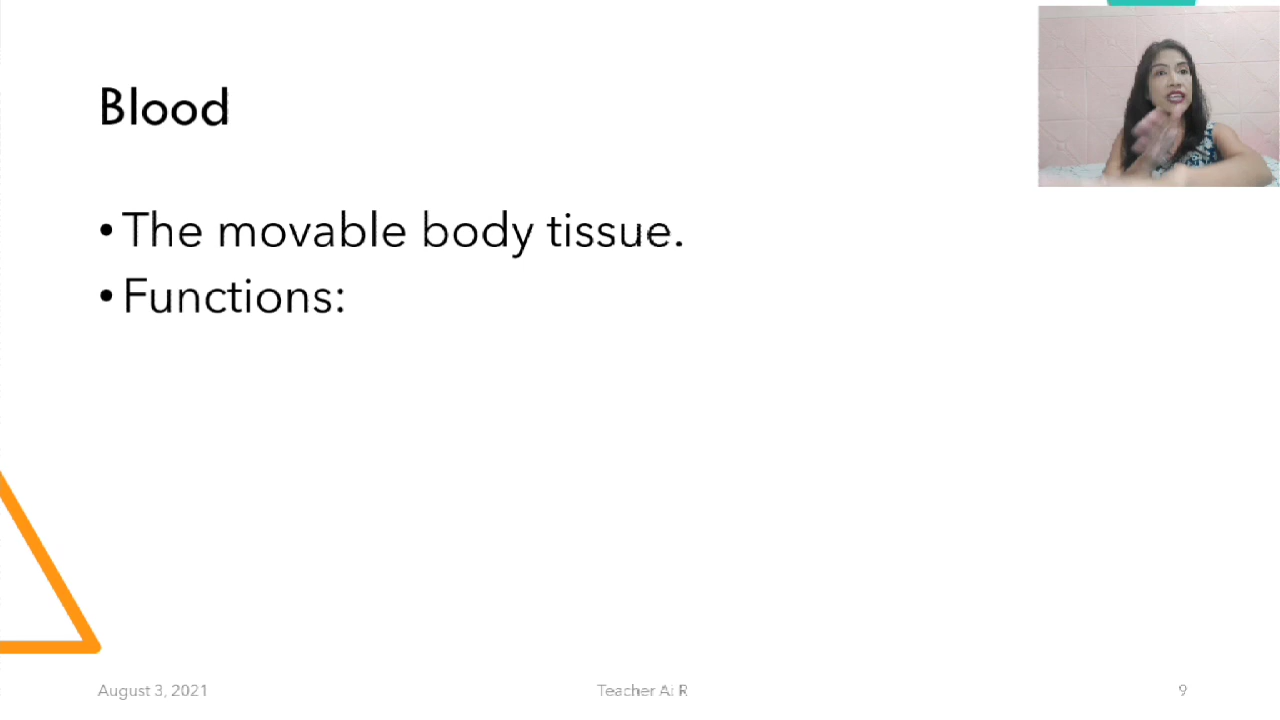 Blood
• The movable body tissue.
• Functions:
August 3, 2021
Teacher Ai R
9